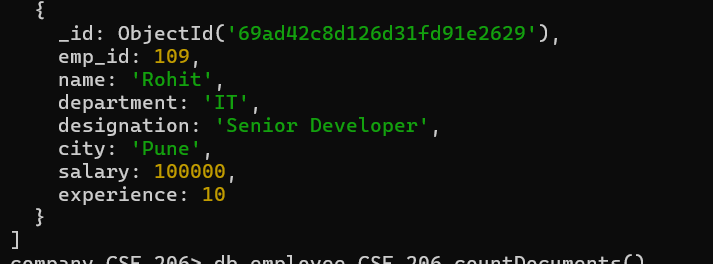 {
_id: ObjectId('69ad42c8d126d31fd91e2629'),
emp_id: 109,
name: 'Rohit',
department: 'IT',
designation: 'Senior Developer',
city: 'Pune',
salary: 100000,
experience: 10
}
]
company_CSE_206> db.employee_CSE_206.countDocuments()